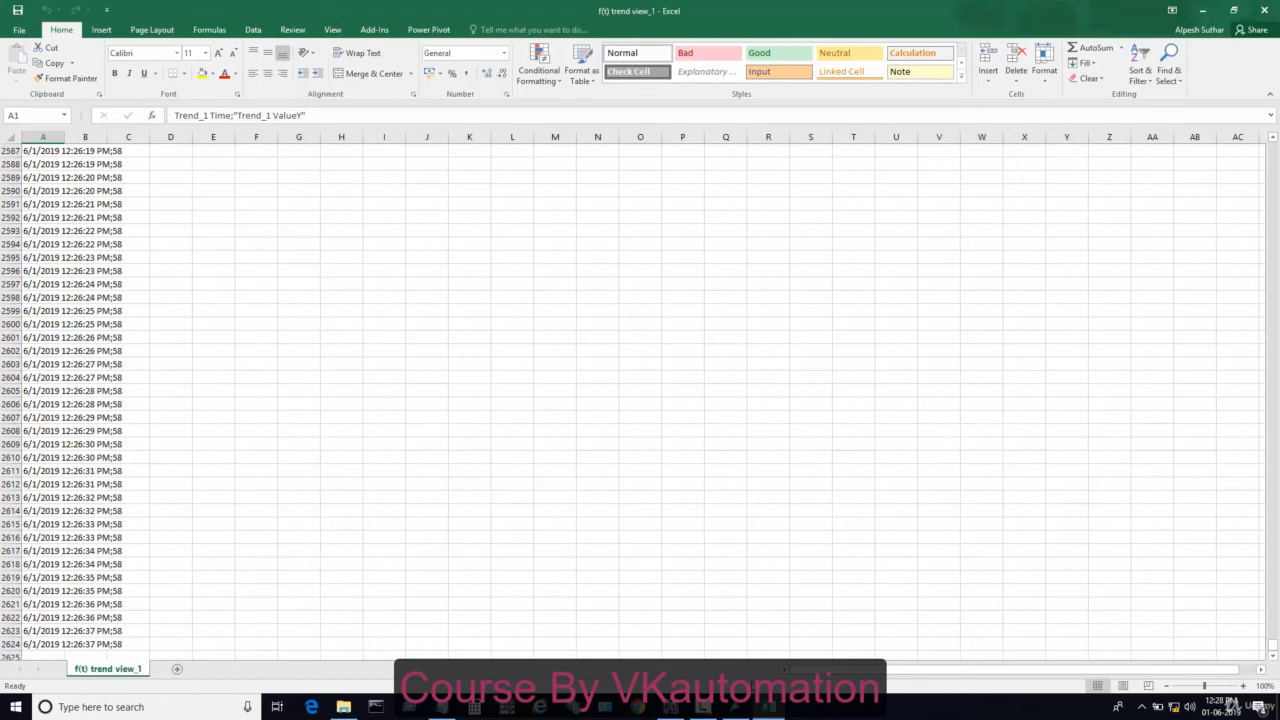 f(t) trend view_1 - Excel
File Home Insert Page Layout Formulas Data Review View Add-Ins Power Pivot Tell me what you want to do... Alpesh Suthar Share
Cut Calibri 11 Wrap Text General Normal Bad Good Neutral Calculation AutoSum
Paste Copy Conditional Formatting Format as Table Insert Delete Format Fill Sort & Filter Find & Select
Format Painter B I U Merge & Center Check Cell Explanatory ... Input Linked Cell Note Clear
Clipboard Font Alignment Number Styles Cells Editing
A1 fx Trend_1 Time;"Trend_1 ValueY"
A B C D E F G H I J K L M N O P Q R S T U V W X Y Z AA AB AC
2587 6/1/2019 12:26:19 PM;58
2588 6/1/2019 12:26:19 PM;58
2589 6/1/2019 12:26:20 PM;58
2590 6/1/2019 12:26:20 PM;58
2591 6/1/2019 12:26:21 PM;58
2592 6/1/2019 12:26:21 PM;58
2593 6/1/2019 12:26:22 PM;58
2594 6/1/2019 12:26:22 PM;58
2595 6/1/2019 12:26:23 PM;58
2596 6/1/2019 12:26:23 PM;58
2597 6/1/2019 12:26:24 PM;58
2598 6/1/2019 12:26:24 PM;58
2599 6/1/2019 12:26:25 PM;58
2600 6/1/2019 12:26:25 PM;58
2601 6/1/2019 12:26:26 PM;58
2602 6/1/2019 12:26:26 PM;58
2603 6/1/2019 12:26:27 PM;58
2604 6/1/2019 12:26:27 PM;58
2605 6/1/2019 12:26:28 PM;58
2606 6/1/2019 12:26:28 PM;58
2607 6/1/2019 12:26:29 PM;58
2608 6/1/2019 12:26:29 PM;58
2609 6/1/2019 12:26:30 PM;58
2610 6/1/2019 12:26:30 PM;58
2611 6/1/2019 12:26:31 PM;58
2612 6/1/2019 12:26:31 PM;58
2613 6/1/2019 12:26:32 PM;58
2614 6/1/2019 12:26:32 PM;58
2615 6/1/2019 12:26:33 PM;58
2616 6/1/2019 12:26:33 PM;58
2617 6/1/2019 12:26:34 PM;58
2618 6/1/2019 12:26:34 PM;58
2619 6/1/2019 12:26:35 PM;58
2620 6/1/2019 12:26:35 PM;58
2621 6/1/2019 12:26:36 PM;58
2622 6/1/2019 12:26:36 PM;58
2623 6/1/2019 12:26:37 PM;58
2624 6/1/2019 12:26:37 PM;58
2625
f(t) trend view_1
Ready 100%
Course by VKautomation
Type here to search 12:28 PM
01-06-2019
Udemy